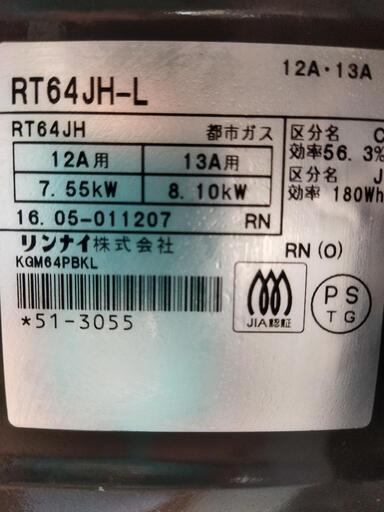 12A・13A
RT64JH-L
RT64JH 都市ガス
12A用 13A用
7.55kW 8.10kW
16.05-011207 RN
区分名 C
効率56.3%
区分名 J
効率 180Wh
リンナイ株式会社
RN(O)
KGM64PBKL
*51-3055
JIA認証
PS
TG